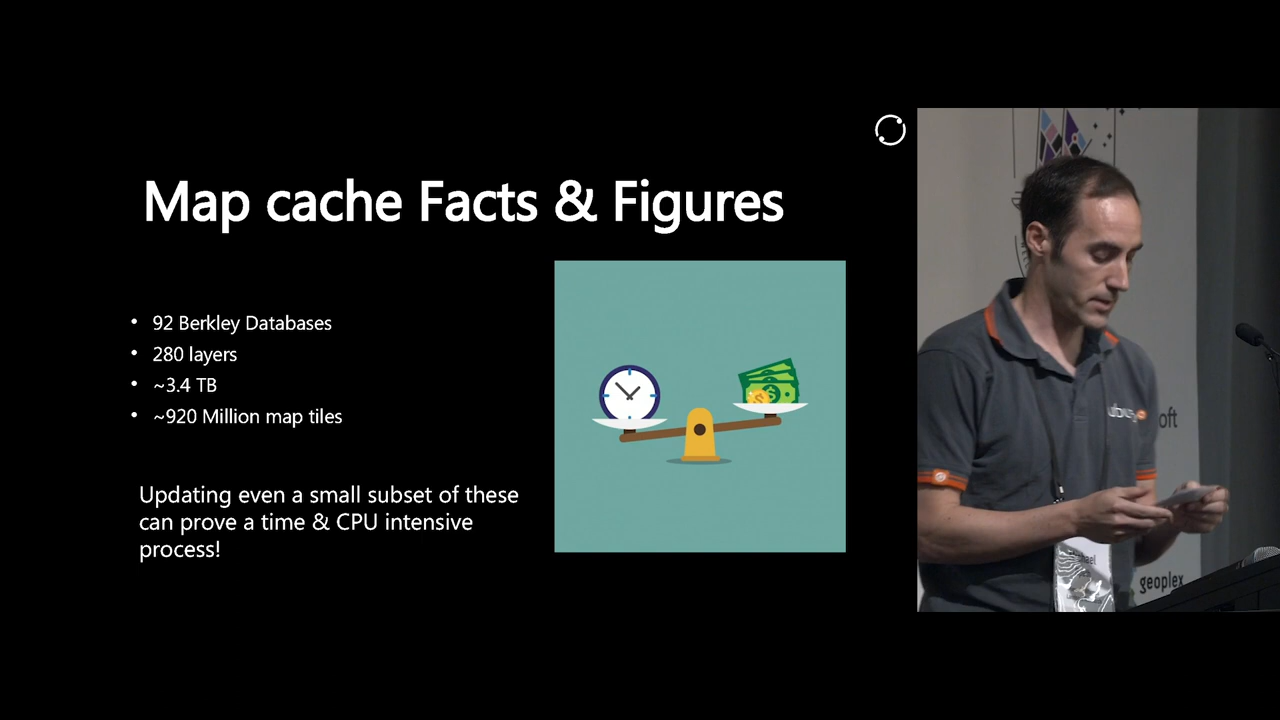 Map cache Facts & Figures
• 92 Berkley Databases
• 280 layers
• ~3.4 TB
• ~920 Million map tiles
Updating even a small subset of these
can prove a time & CPU intensive
process!
geoplex